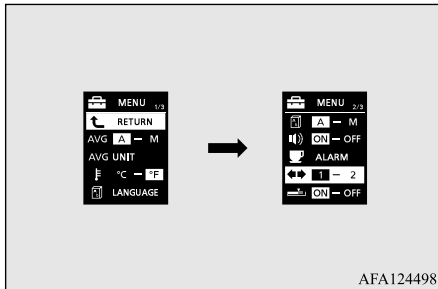 MENU 1/3
RETURN
AVG A – M
AVG UNIT
°C – °F
A LANGUAGE
MENU 2/3
A A – M
ON – OFF
ALARM
1 – 2
ON – OFF
AFA124498